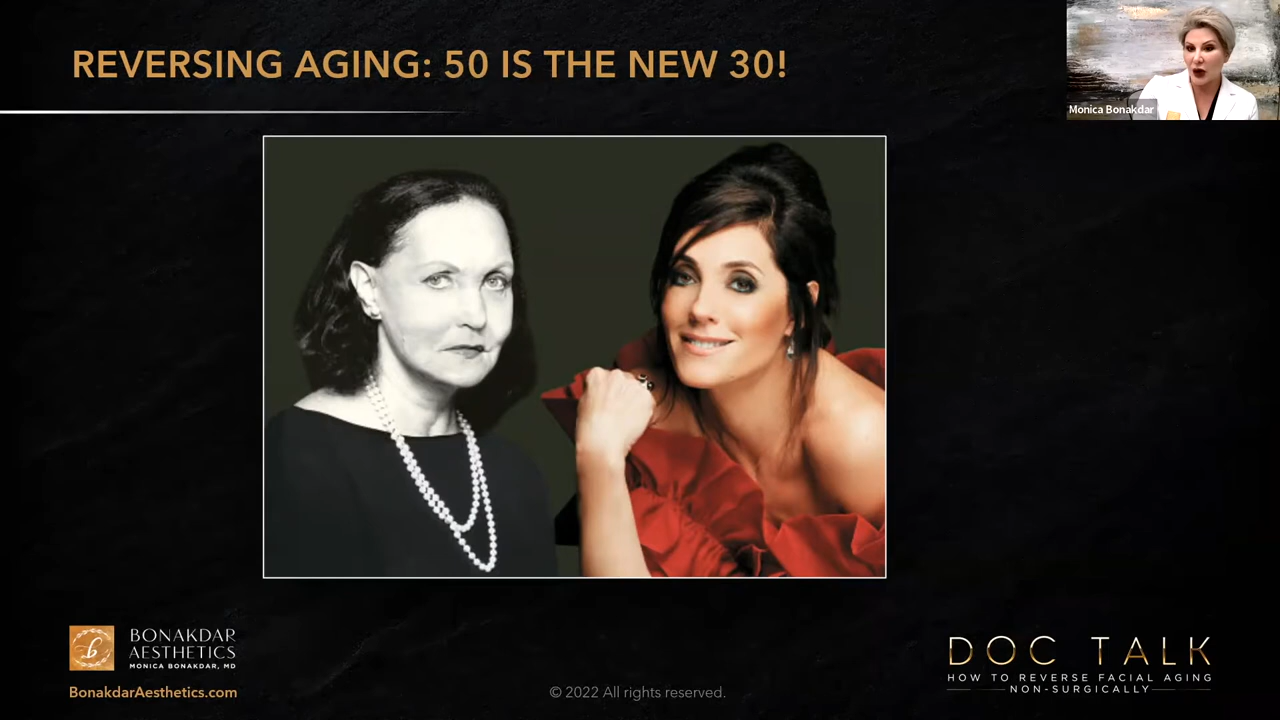 REVERSING AGING: 50 IS THE NEW 30!
Monica Bonakdar
BONAKDAR
AESTHETICS
MONICA BONAKDAR, MD
BonakdarAesthetics.com
© 2022 All rights reserved.
DOC TALK
HOW TO REVERSE FACIAL AGING
NON-SURGICALLY